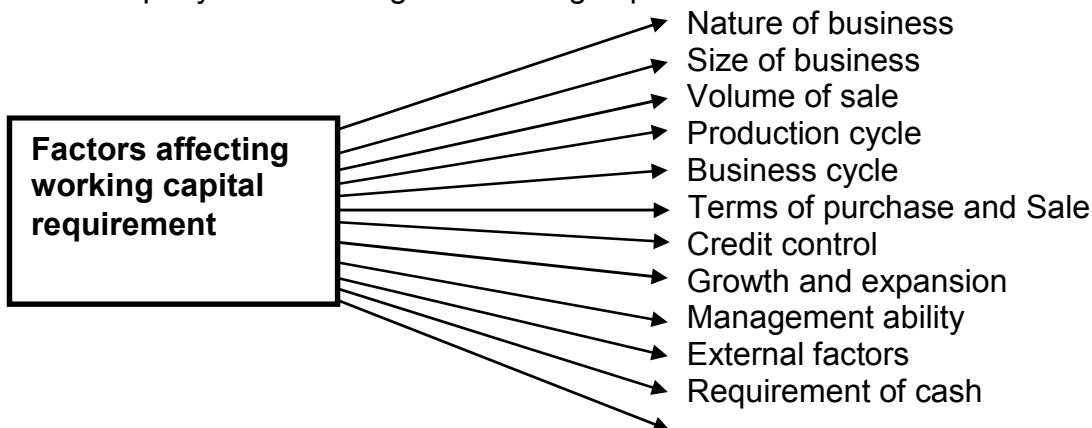 Nature of business
Size of business
Volume of sale
Production cycle
Business cycle
Terms of purchase and Sale
Credit control
Growth and expansion
Management ability
External factors
Requirement of cash
Factors affecting
working capital
requirement